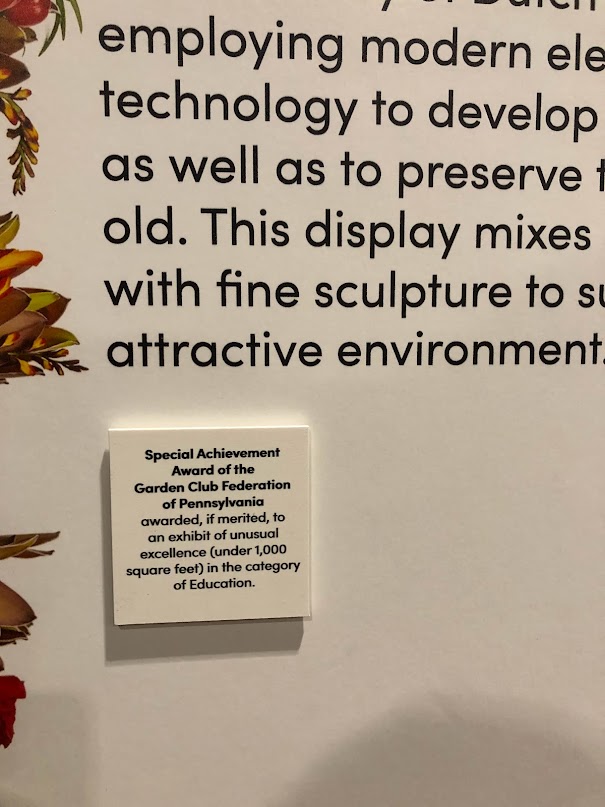 of Dutch
employing modern
technology to develop
as well as to preserve
old. This display mixes
with fine sculpture to
attractive environment.
Special Achievement
Award of the
Garden Club Federation
of Pennsylvania
awarded, if merited, to
an exhibit of unusual
excellence (under 1,000
square feet) in the category
of Education.